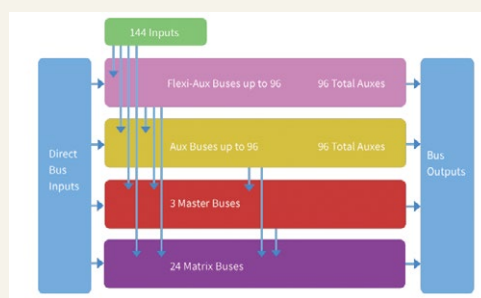 144 Inputs
Flexi-Aux Buses up to 96 96 Total Auxes
Aux Buses up to 96 96 Total Auxes
Direct
Bus
Inputs
Bus
Outputs
3 Master Buses
24 Matrix Buses